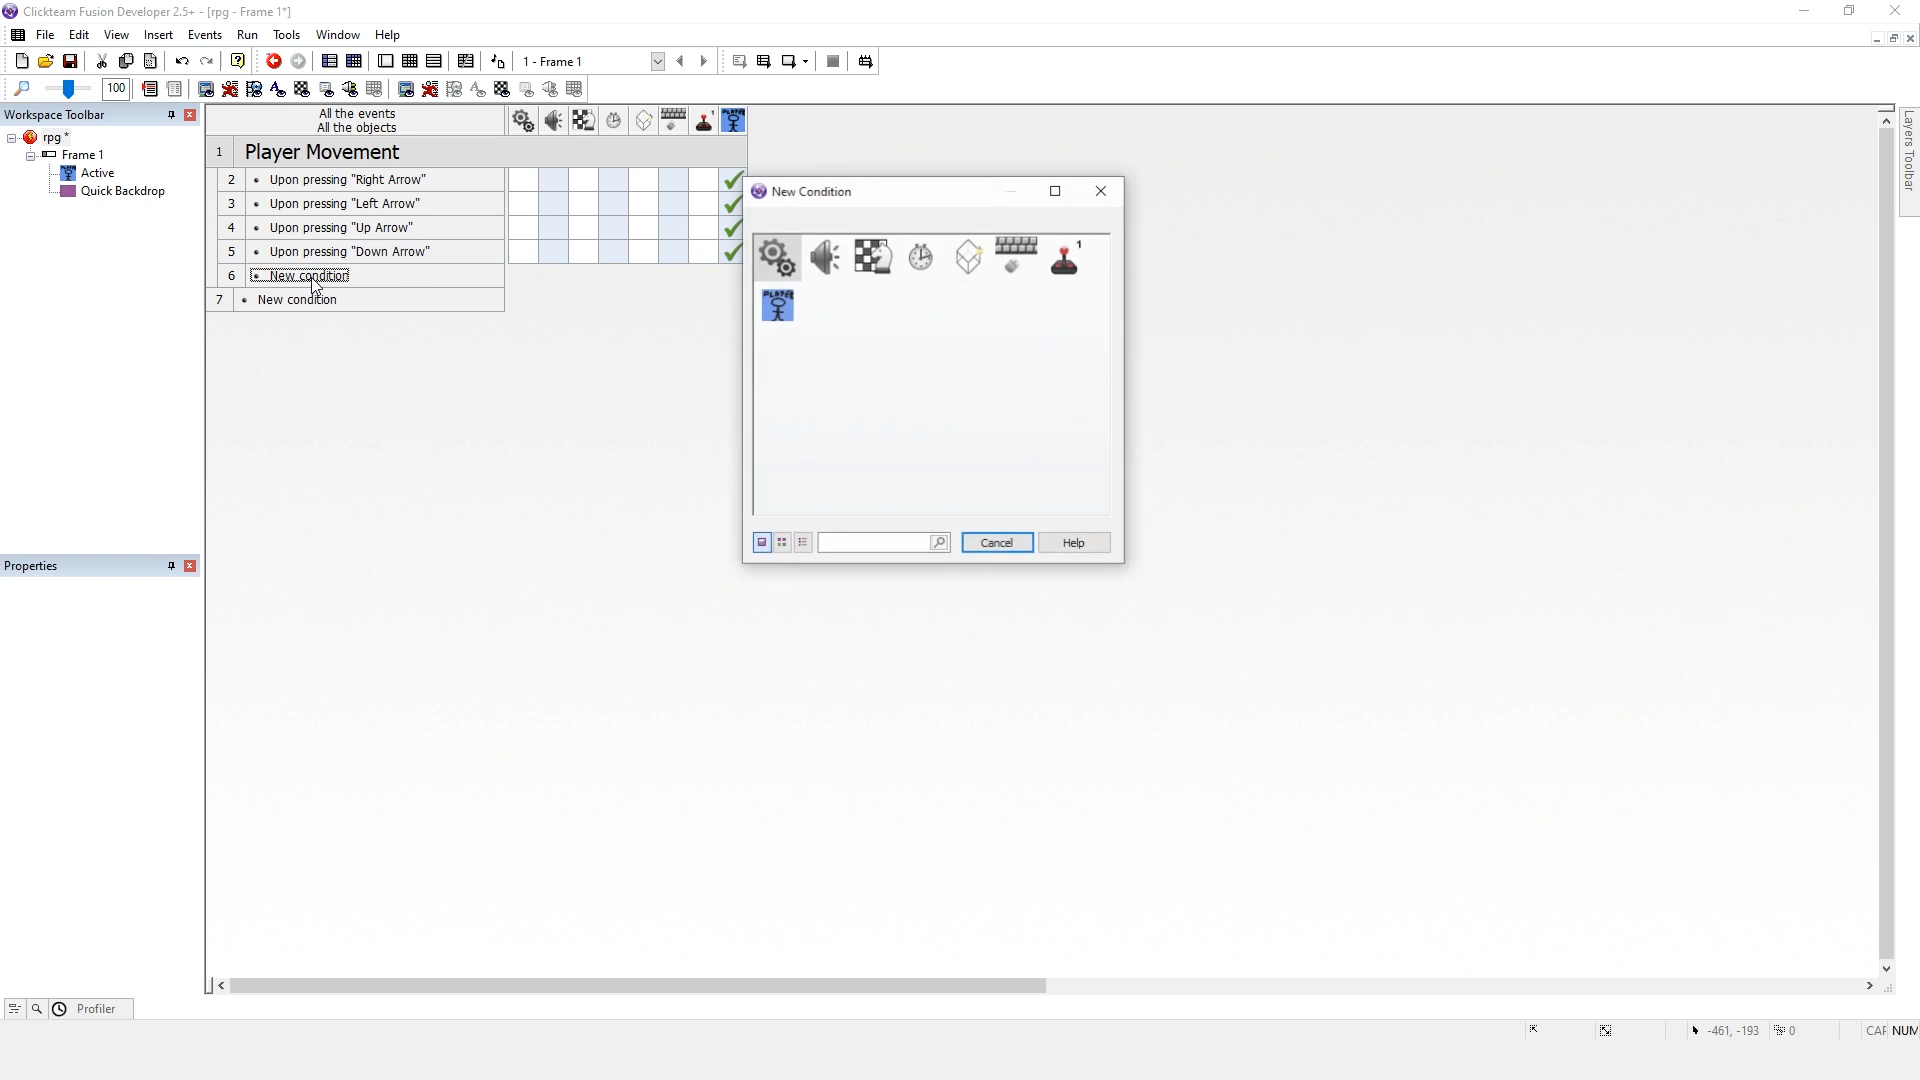 Clickteam Fusion Developer 2.5+ - [rpg - Frame 1*]
File Edit View Insert Events Run Tools Window Help
1 - Frame 1
100
Workspace Toolbar
rpg *
Frame 1
Active
Quick Backdrop
Properties
All the events
All the objects
1
PLAYER
1 Player Movement
2 • Upon pressing "Right Arrow"
3 • Upon pressing "Left Arrow"
4 • Upon pressing "Up Arrow"
5 • Upon pressing "Down Arrow"
6 • New condition
7 • New condition
New Condition
1
PLAYER
Cancel Help
Layers Toolbar
Profiler
-461, -193 0 CAP NUM